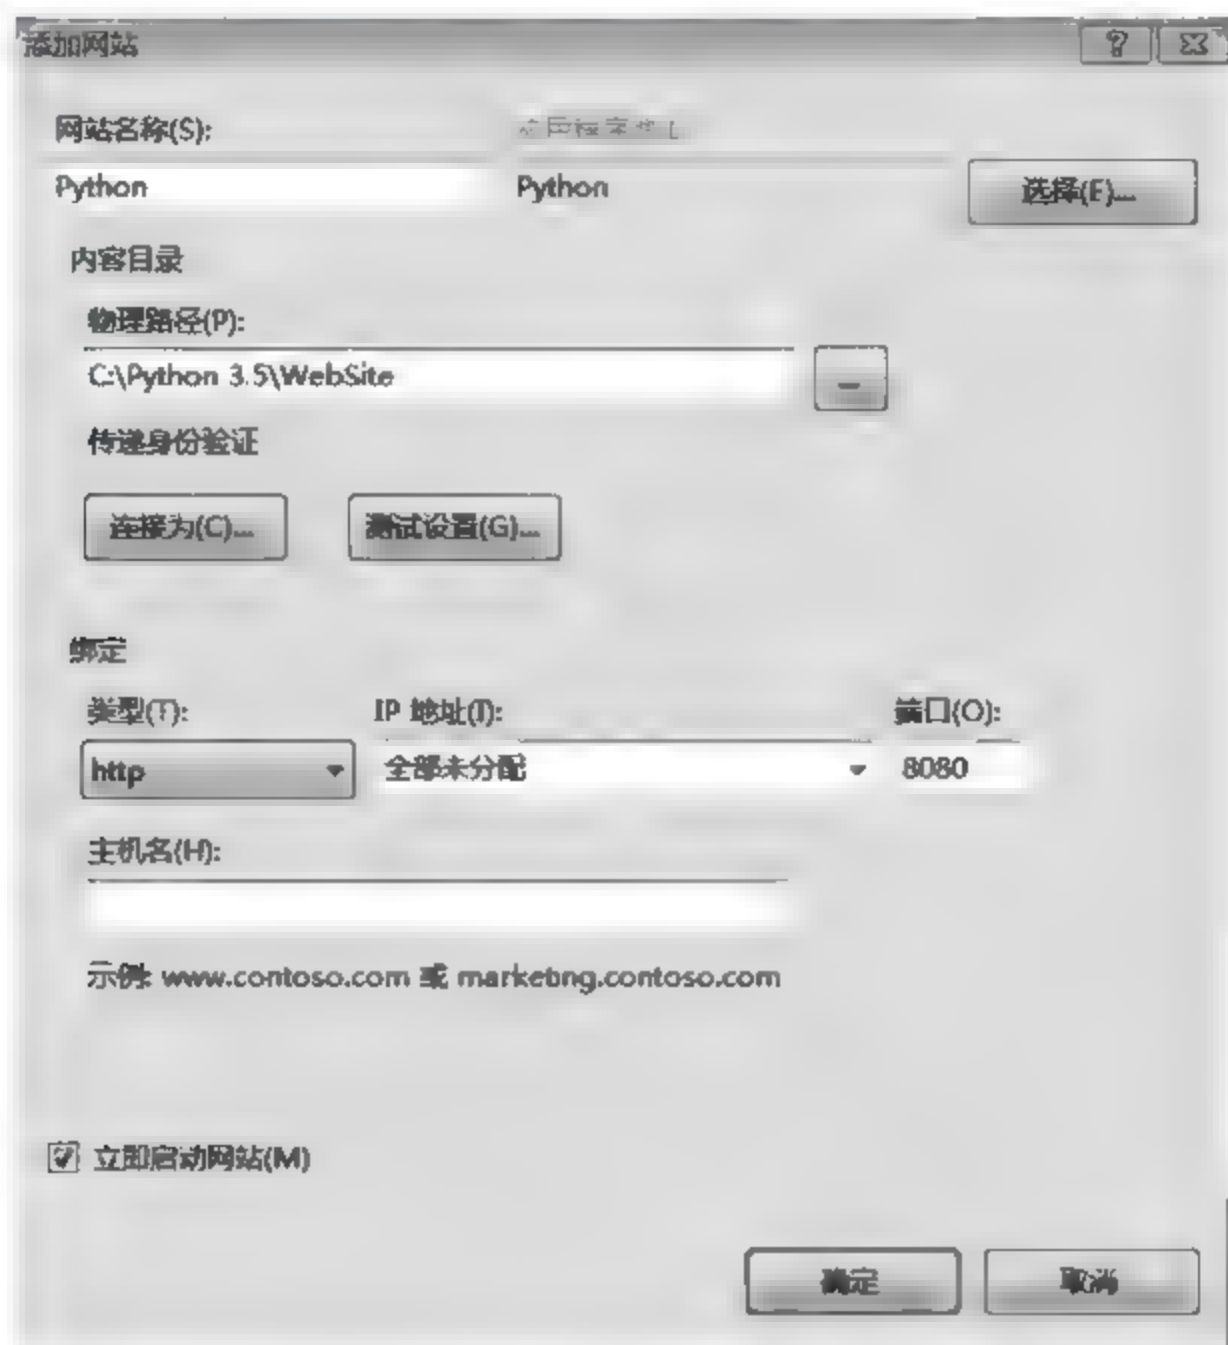 添加网站
网站名称(S):
Python Python 选择(E)...
内容目录
物理路径(P):
C:\Python 3.5\WebSite ...
传递身份验证
连接为(C)... 测试设置(G)...
绑定
类型(T): IP 地址(I): 端口(O):
http 全部未分配 8080
主机名(H):
示例: www.contoso.com 或 marketing.contoso.com
立即启动网站(M)
确定 取消